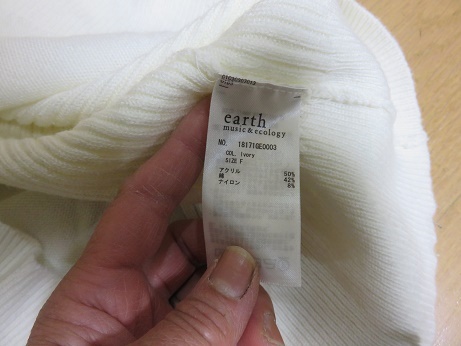 earth
music & ecology
NO. 181710E0003
COL. Ivory
SIZE F
アクリル 50%
綿 42%
ナイロン 8%